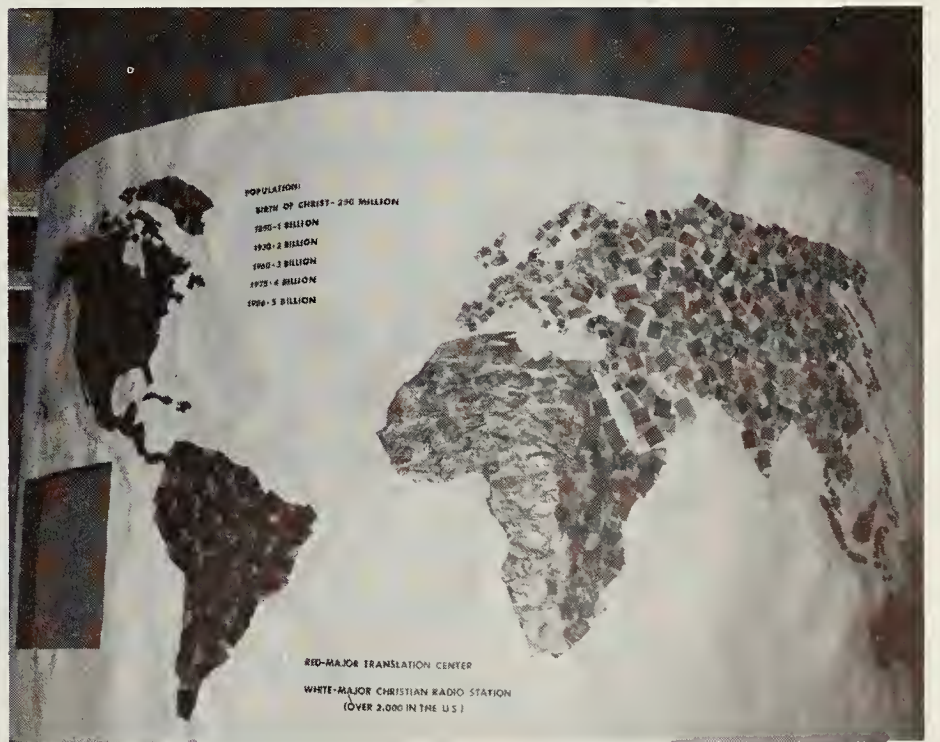 POPULATION:
BIRTH OF CHRIST - 250 MILLION
1850 - 1 BILLION
1930 - 2 BILLION
1960 - 3 BILLION
1975 - 4 BILLION
1986 - 5 BILLION
RED-MAJOR TRANSLATION CENTER
WHITE-MAJOR CHRISTIAN RADIO STATION
(OVER 2,000 IN THE U S)